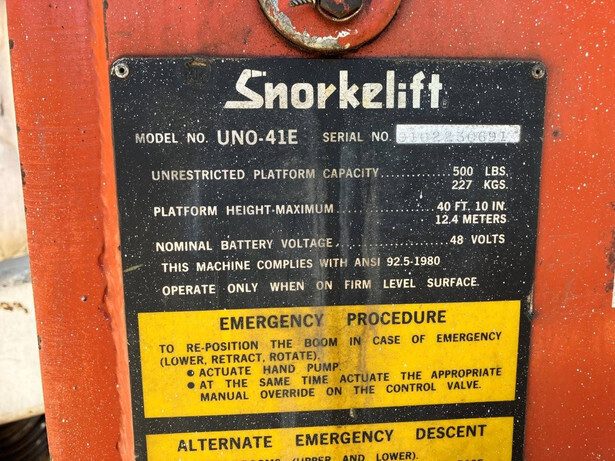 Snorkelift
MODEL NO. UNO-41E SERIAL NO.
UNRESTRICTED PLATFORM CAPACITY............... 500 LBS.
227 KGS.
PLATFORM HEIGHT-MAXIMUM............... 40 FT. 10 IN.
12.4 METERS
NOMINAL BATTERY VOLTAGE.................... 48 VOLTS
THIS MACHINE COMPLIES WITH ANSI 92.5-1980
OPERATE ONLY WHEN ON FIRM LEVEL SURFACE.
EMERGENCY PROCEDURE
TO RE-POSITION THE BOOM IN CASE OF EMERGENCY
(LOWER, RETRACT, ROTATE).
● ACTUATE HAND PUMP.
● AT THE SAME TIME ACTUATE THE APPROPRIATE
MANUAL OVERRIDE ON THE CONTROL VALVE.
ALTERNATE EMERGENCY DESCENT
(UPPER AND LOWER).